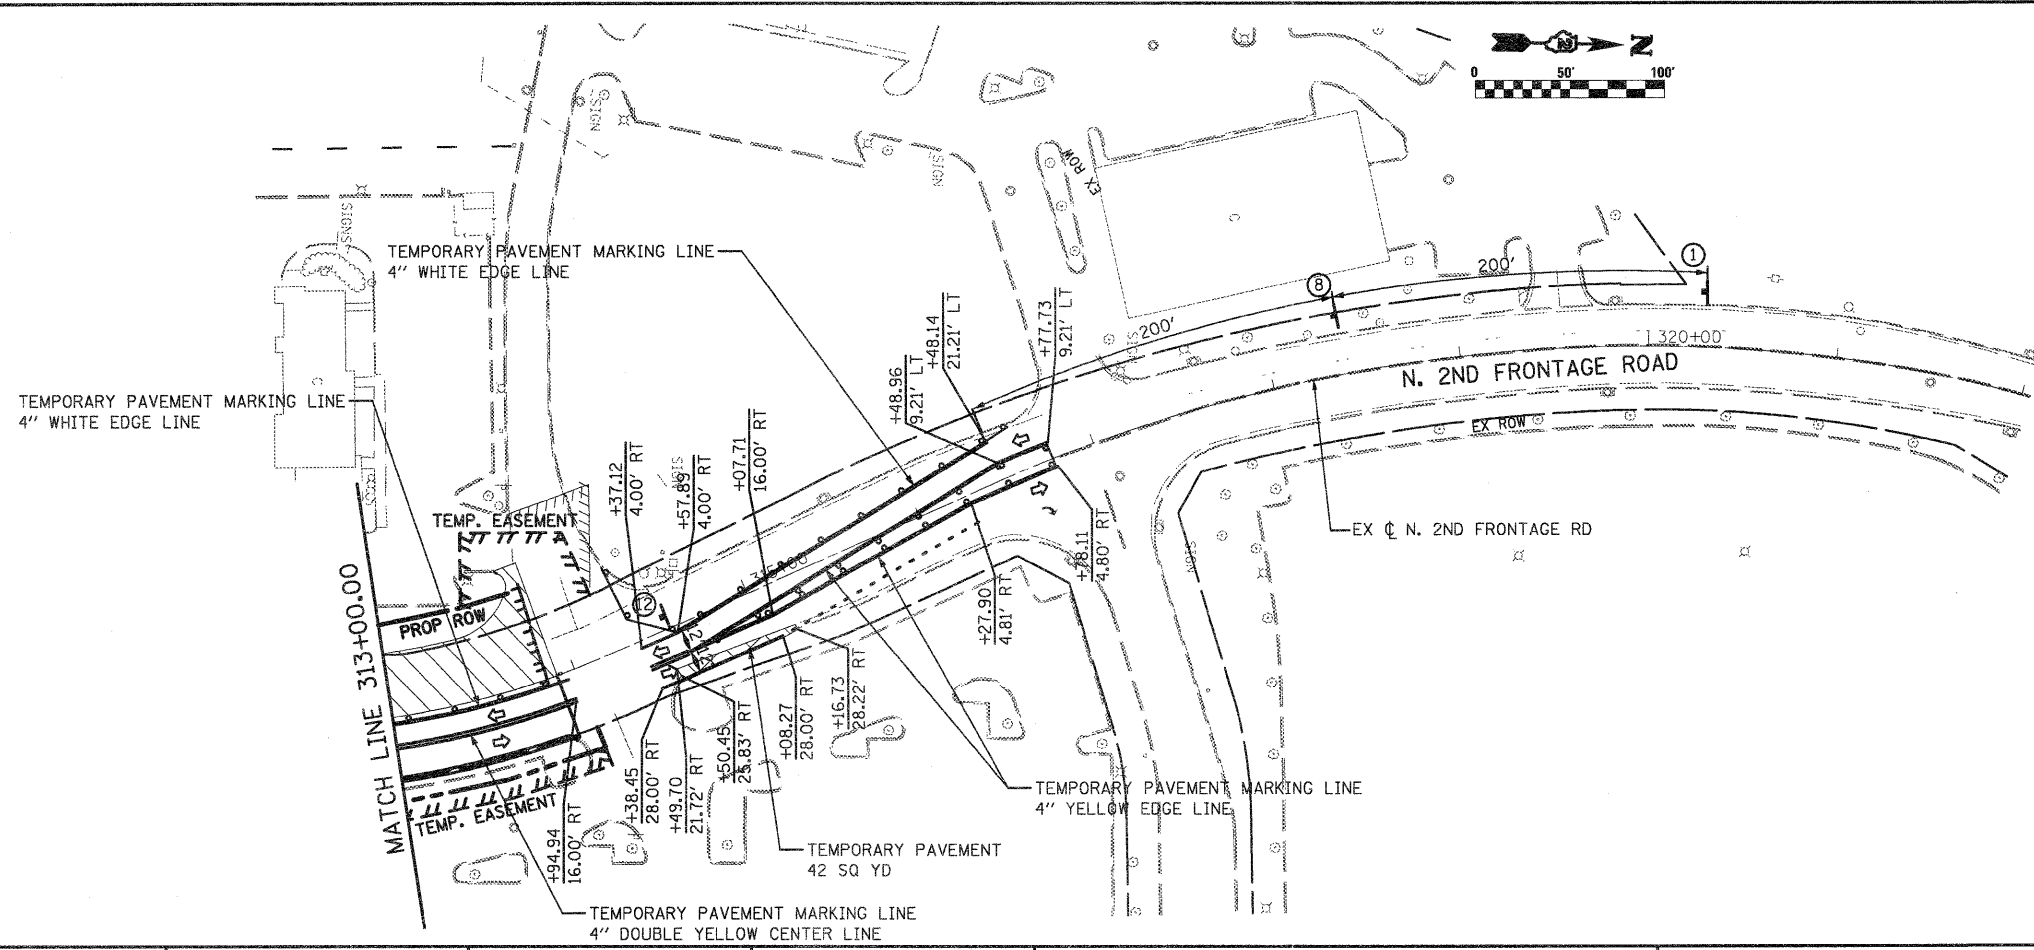 N
0 50' 100'
SIGN
SIGN
EX ROW
SIGNS
TEMPORARY PAVEMENT MARKING LINE
4" WHITE EDGE LINE
200'
1
8
200'
+77.73
9.21' LT
+48.14
21.21' LT
+48.96
9.21' LT
320+00
N. 2ND FRONTAGE ROAD
SIGN
TEMPORARY PAVEMENT MARKING LINE
4" WHITE EDGE LINE
EX ROW
+07.71
16.00' RT
+57.89
4.00' RT
+37.12
4.00' RT
SIGN
TEMP. EASEMENT
EX ℄ N. 2ND FRONTAGE RD
SIGN
4.80' RT
+27.90
4.81' RT
12
PROP ROW
MATCH LINE 313+00.00
+16.73
28.22' RT
+08.27
28.00' RT
+50.45
25.83' RT
+49.70
21.72' RT
+38.45
28.00' RT
+94.94
16.00' RT
TEMP. EASEMENT
TEMPORARY PAVEMENT MARKING LINE
4" YELLOW EDGE LINE
TEMPORARY PAVEMENT
42 SQ YD
TEMPORARY PAVEMENT MARKING LINE
4" DOUBLE YELLOW CENTER LINE